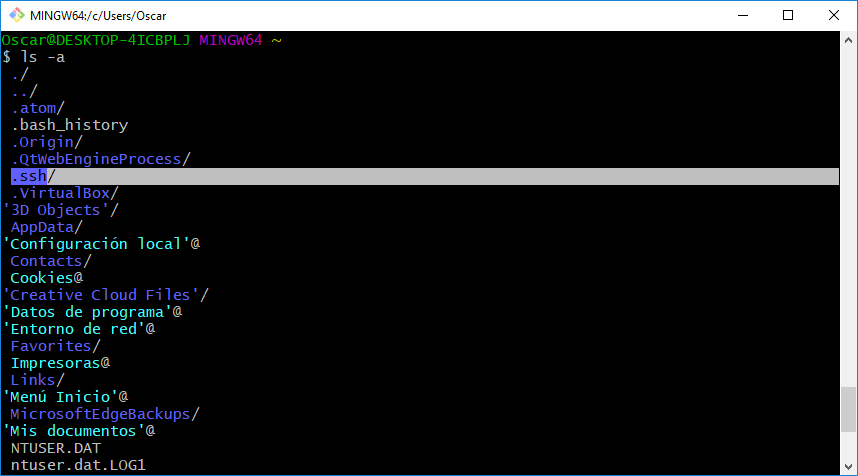 MINGW64:/c/Users/Oscar
Oscar@DESKTOP-4ICBPLJ MINGW64 ~
$ ls -a
./
../
.atom/
.bash_history
.Origin/
.QtWebEngineProcess/
.ssh/
.VirtualBox/
'3D Objects'/
AppData/
'Configuración local'@
Contacts/
Cookies@
'Creative Cloud Files'/
'Datos de programa'@
'Entorno de red'@
Favorites/
Impresoras@
Links/
'Menú Inicio'@
MicrosoftEdgeBackups/
'Mis documentos'@
NTUSER.DAT
ntuser.dat.LOG1